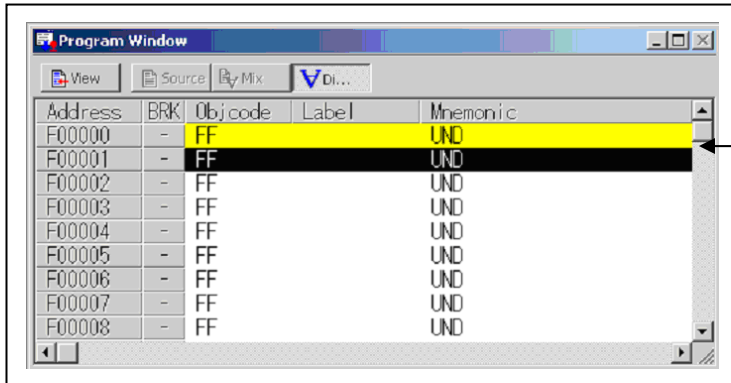 Program Window
View Source Mix Di...
Address BRK Objcode Label Mnemonic
F00000 - FF UND
F00001 - FF UND
F00002 - FF UND
F00003 - FF UND
F00004 - FF UND
F00005 - FF UND
F00006 - FF UND
F00007 - FF UND
F00008 - FF UND